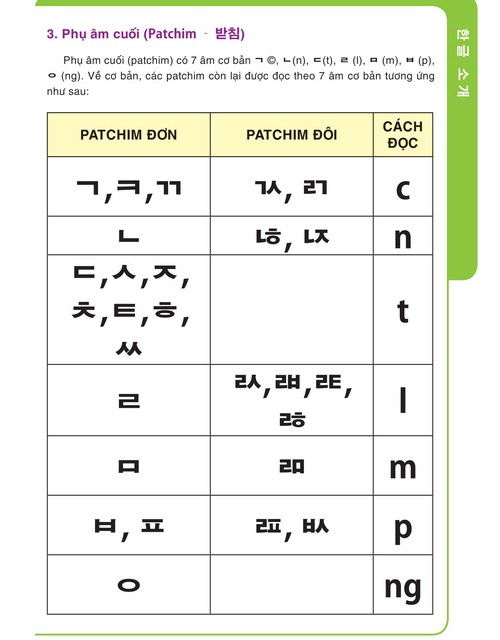 한글 소개
3. Phụ âm cuối (Patchim - 받침)
Phụ âm cuối (patchim) có 7 âm cơ bản ㄱ ©, ㄴ(n), ㄷ(t), ㄹ (l), ㅁ (m), ㅂ (p),
ㅇ (ng). Về cơ bản, các patchim còn lại được đọc theo 7 âm cơ bản tương ứng
như sau:
PATCHIM ĐƠN PATCHIM ĐÔI CÁCH
ĐỌC
ㄱ,ㅋ,ㄲ ㄳ, ㄺ c
ㄴ ㄶ, ㄵ n
ㄷ,ㅅ,ㅈ,
ㅊ,ㅌ,ㅎ,
ㅆ
t
ㄹ ㄽ,ㄼ,ㄾ,
ㅀ
l
ㅁ ㄻ m
ㅂ, ㅍ ㄿ, ㅄ p
ㅇ ng